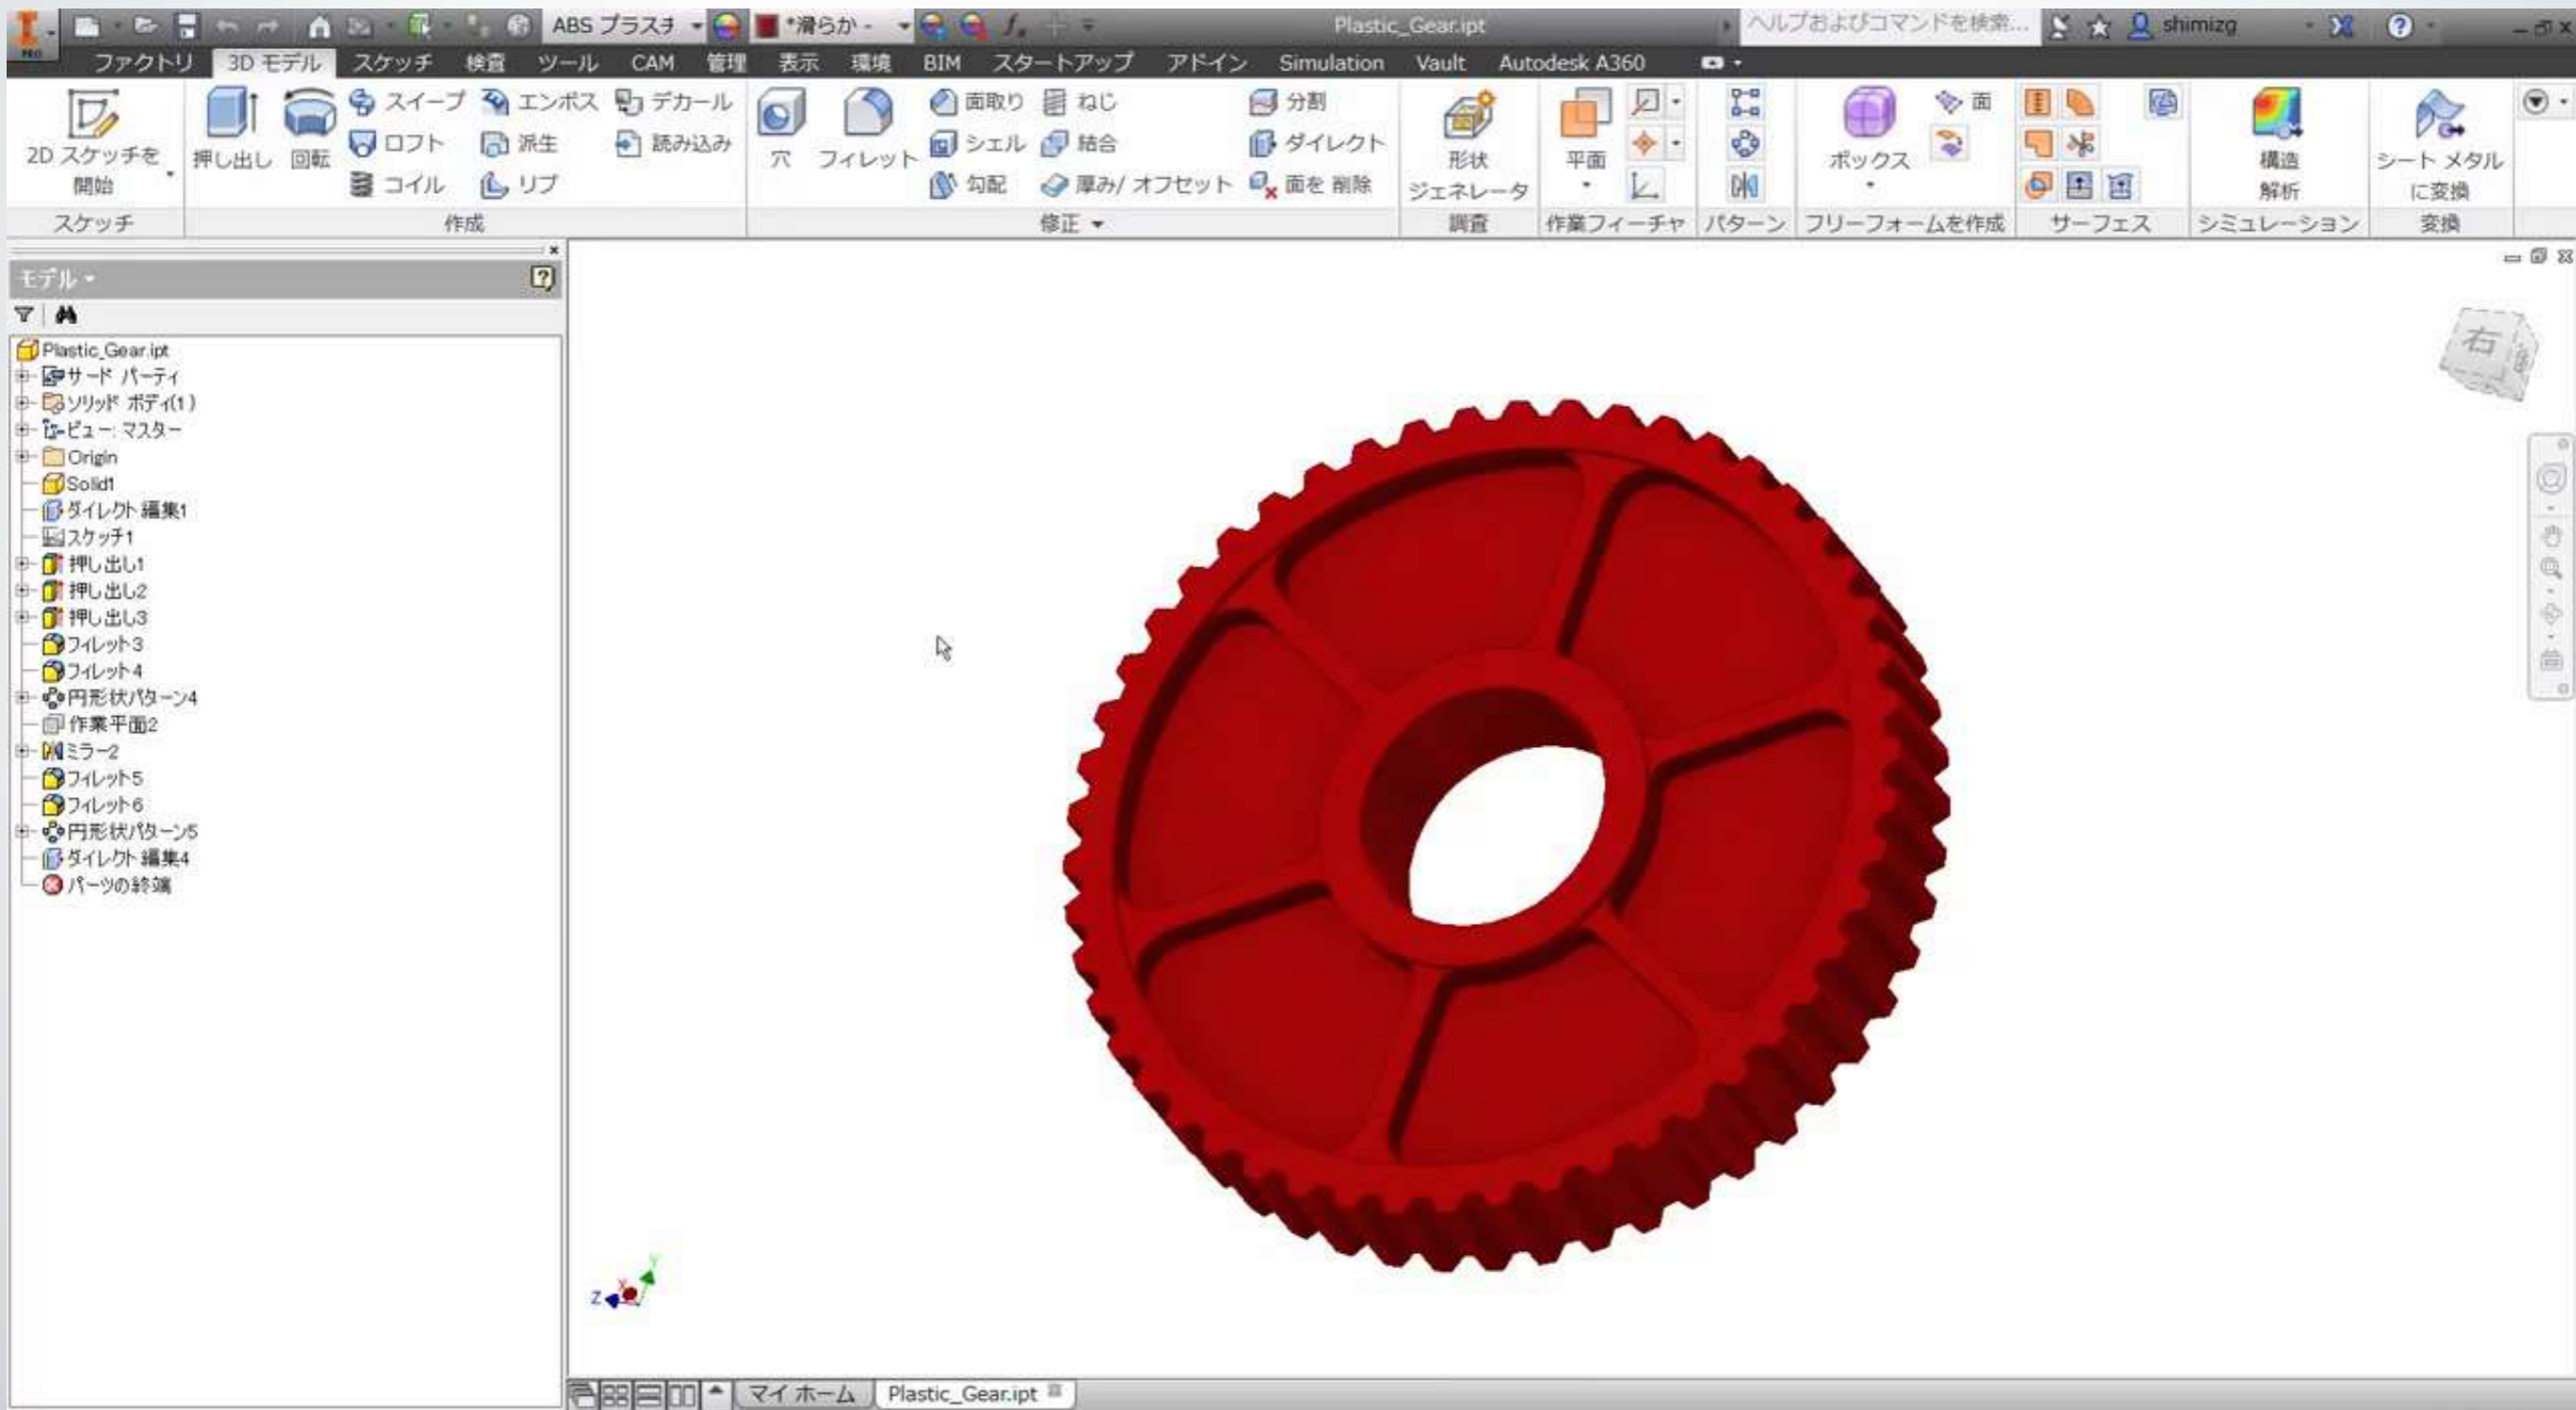 PRO
ABS プラスチ
*滑らか -
Plastic_Gear.ipt
ヘルプおよびコマンドを検索...
shimizg
ファクトリ
3D モデル
スケッチ
検査
ツール
CAM
管理
表示
環境
BIM
スタートアップ
アドイン
Simulation
Vault
Autodesk A360
2D スケッチを
開始
押し出し
回転
スイープ
エンボス
デカール
ロフト
派生
読み込み
コイル
リブ
穴
フィレット
面取り
ねじ
分割
シェル
結合
ダイレクト
勾配
厚み/ オフセット
面を 削除
形状
ジェネレータ
平面
ボックス
面
構造
解析
シート メタル
に変換
スケッチ
作成
修正
調査
作業フィーチャ
パターン
フリーフォームを作成
サーフェス
シミュレーション
変換
モデル
Plastic_Gear.ipt
サード パーティ
ソリッド ボディ(1)
ビュー: マスター
Origin
Solid1
ダイレクト 編集1
スケッチ1
押し出し1
押し出し2
押し出し3
フィレット3
フィレット4
円形状パターン4
作業平面2
ミラー2
フィレット5
フィレット6
円形状パターン5
ダイレクト 編集4
パーツの終端
右
Y
X
Z
マイ ホーム
Plastic_Gear.ipt